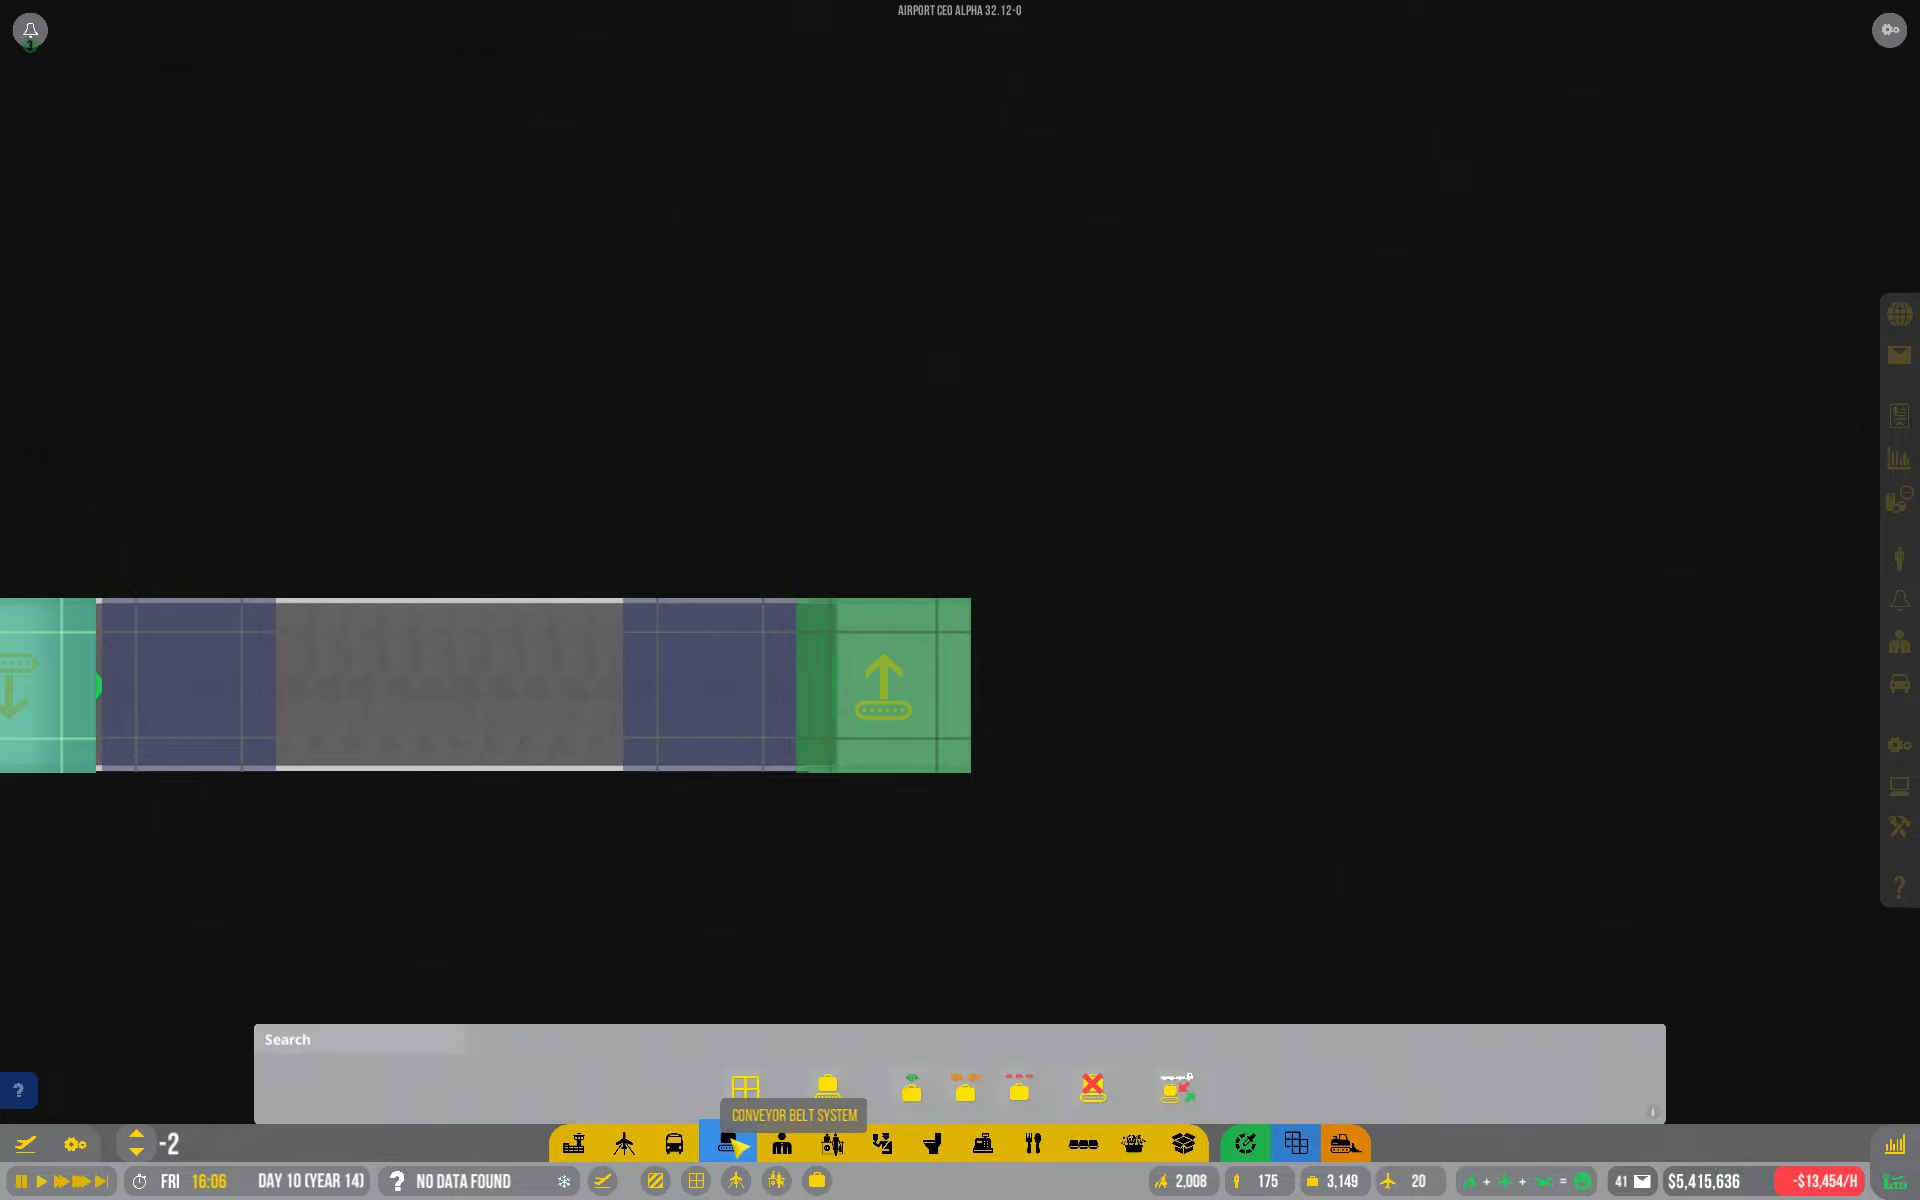 AIRPORT CEO ALPHA 32.12-0
3
Search
CONVEYOR BELT SYSTEM
?
?
-2
FRI 16:06 DAY 10 (YEAR 14) ? NO DATA FOUND 2,008 175 3,149 20 + + = 41 $5,415,636 -$13,454/H